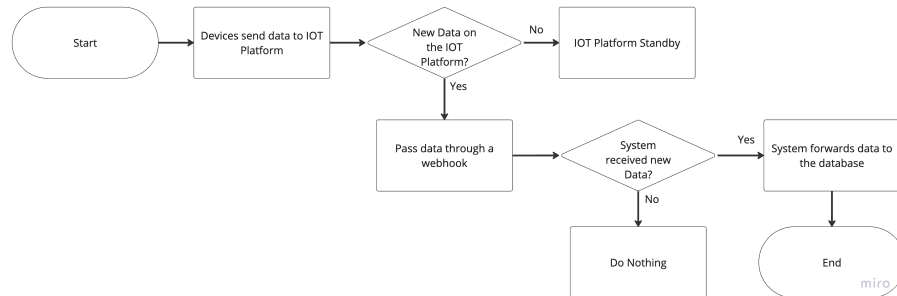 Start
Devices send data to IOT
Platform
New Data on
the IOT
Platform?
No
IOT Platform Standby
Yes
Pass data through a
webhook
System
received new
Data?
Yes
System forwards data to
the database
No
Do Nothing
End
miro